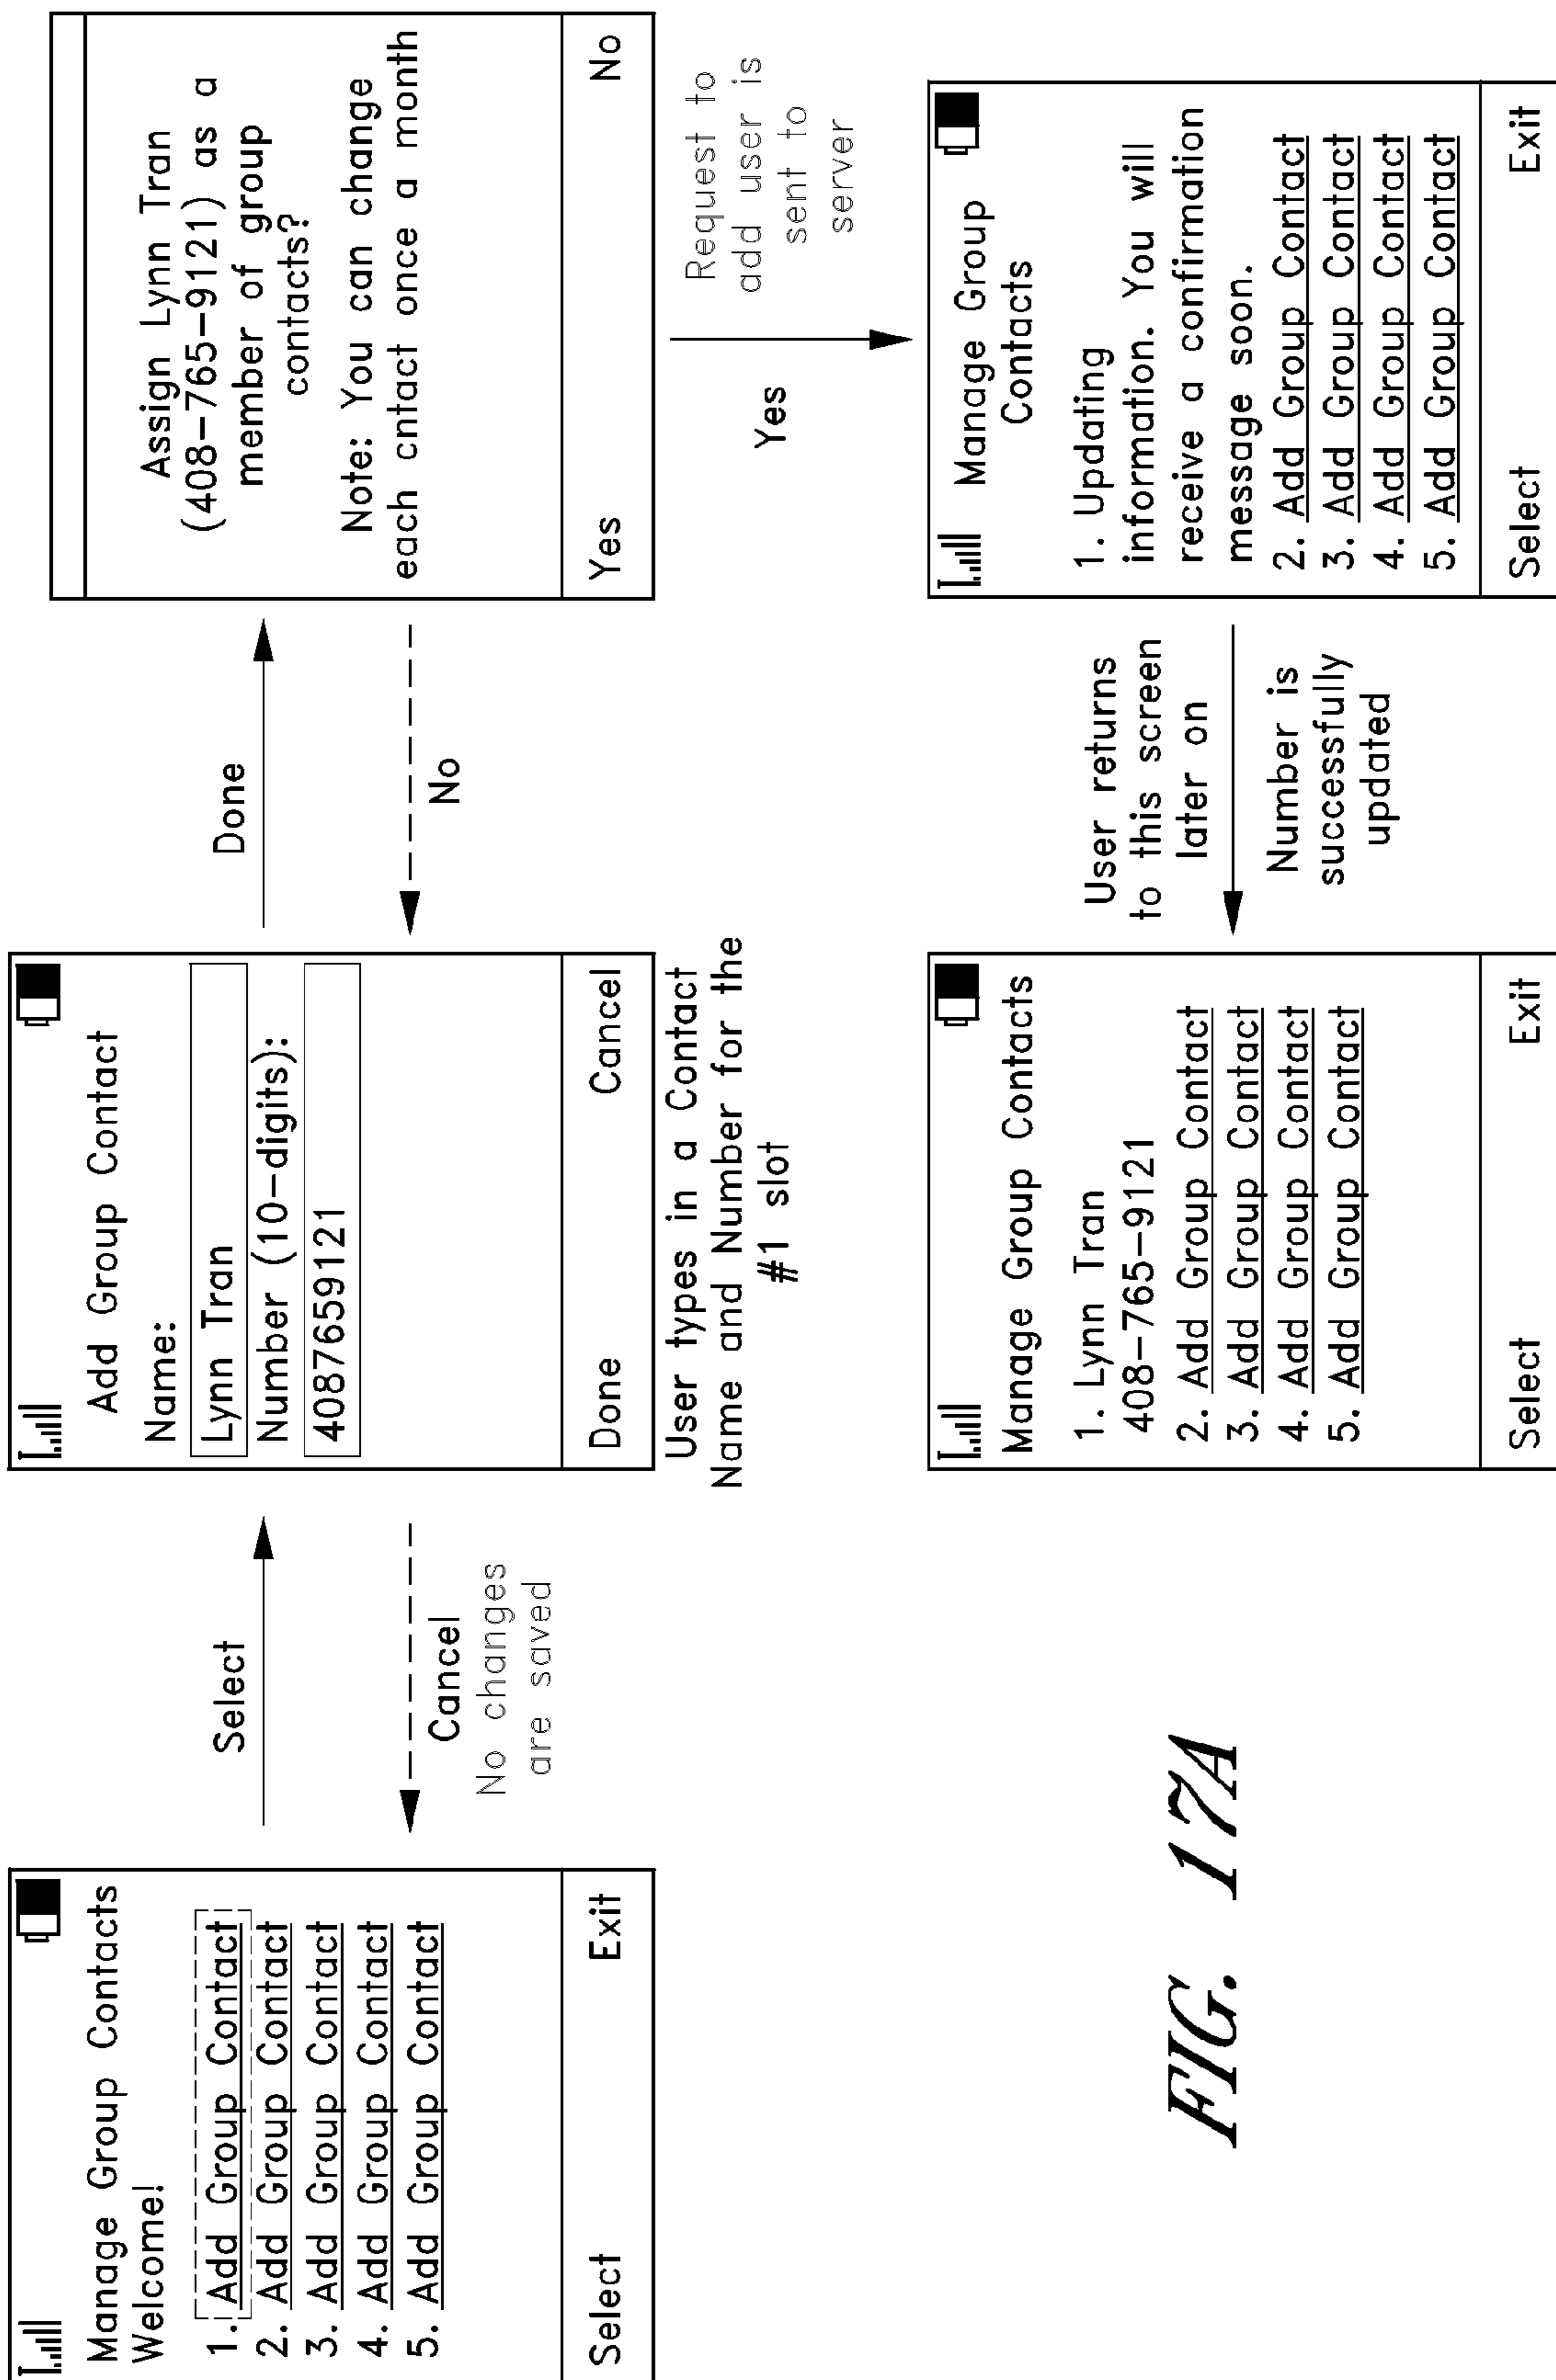 Manage Group Contacts
Welcome!
1. Add Group Contact
2. Add Group Contact
3. Add Group Contact
4. Add Group Contact
5. Add Group Contact
Select Exit
Select
Cancel
No changes
are saved
Add Group Contact
Name:
Lynn Tran
Number (10-digits):
4087659121
Done Cancel
User types in a Contact
Name and Number for the
#1 slot
Done
No
Assign Lynn Tran
(408-765-9121) as a
member of group
contacts?
Note: You can change
each cntact once a month
Yes No
Yes
Request to
add user is
sent to
server
Manage Group
Contacts
1. Updating
information. You will
receive a confirmation
message soon.
2. Add Group Contact
3. Add Group Contact
4. Add Group Contact
5. Add Group Contact
Select Exit
User returns
to this screen
later on
Number is
successfully
updated
Manage Group Contacts
1. Lynn Tran
408-765-9121
2. Add Group Contact
3. Add Group Contact
4. Add Group Contact
5. Add Group Contact
Select Exit
FIG. 17A